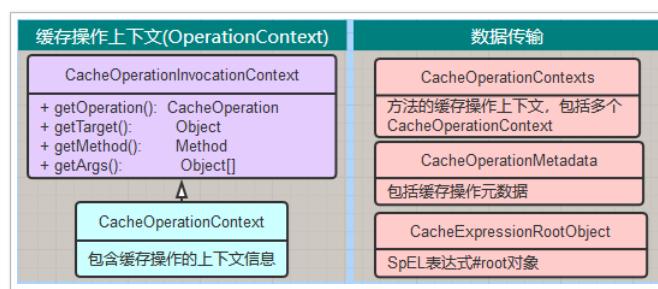 缓存操作上下文(OperationContext)
CacheOperationInvocationContext
+ getOperation(): CacheOperation
+ getTarget(): Object
+ getMethod(): Method
+ getArgs(): Object[]
CacheOperationContext
包含缓存操作的上下文信息
数据传输
CacheOperationContexts
方法的缓存操作上下文，包括多个
CacheOperationContext
CacheOperationMetadata
包括缓存操作元数据
CacheExpressionRootObject
SpEL表达式#root对象